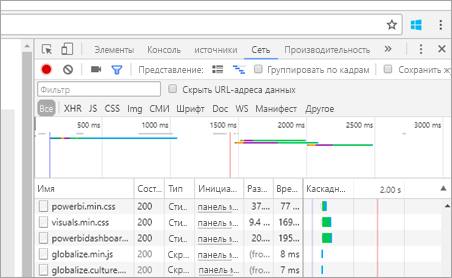 Элементы Консоль источники Сеть Производительность »
Представление: Группировать по кадрам Сохранить жу
Фильтр Скрыть URL-адреса данных
Все XHR JS CSS Img СМИ Шрифт Doc WS Манифест Другое
500 ms 1000 ms 1500 ms 2000 ms 2500 ms 3000 ms
Имя Сост... Тип Инициа... Раз... Вре... Каскадн... 2.00 s
powerbi.min.css 200 Сти... панель м... 37.... 77 ...
visuals.min.css 200 Сти... панель м... 9.4 ... 169...
powerbidashboar... 200 Сти... панель м... 20.... 195...
globalize.min.js 200 Скр... панель м... (fro... 8 ms
globalize.culture.... 200 Скр... панель м... (fro... 7 ms